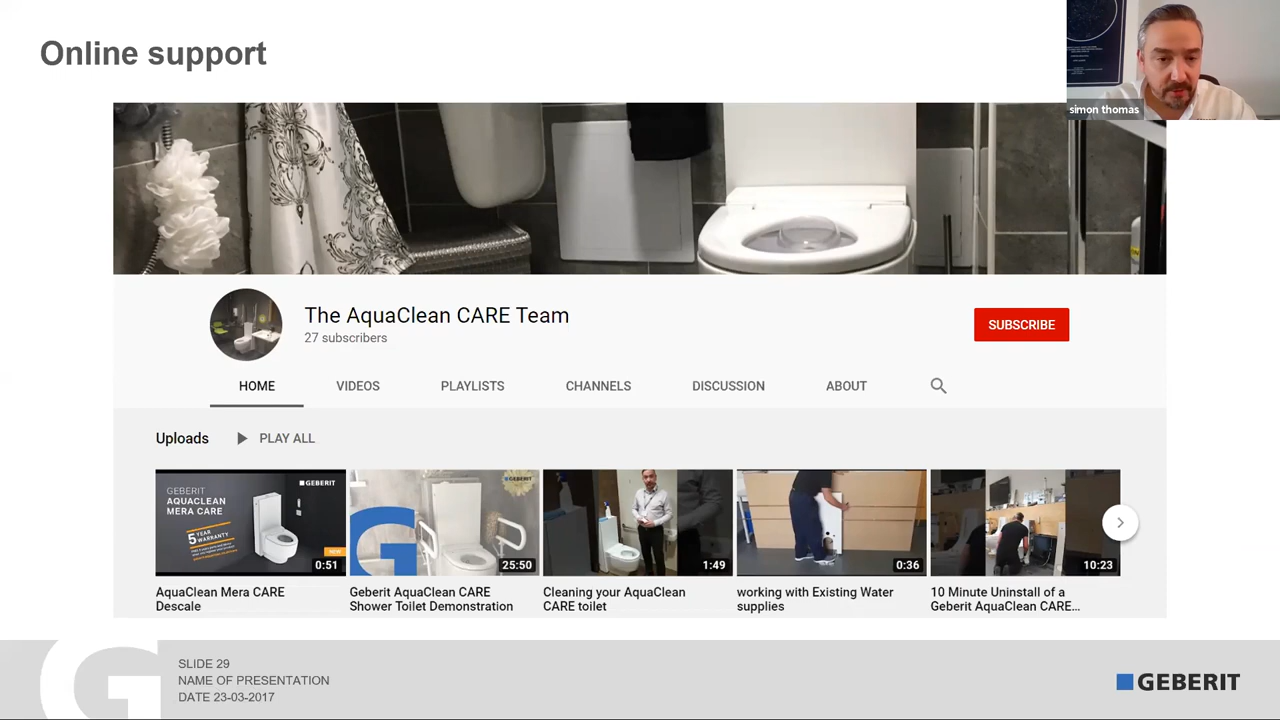 Online support
simon thomas
The AquaClean CARE Team
27 subscribers
SUBSCRIBE
HOME
VIDEOS
PLAYLISTS
CHANNELS
DISCUSSION
ABOUT
Uploads
PLAY ALL
GEBERIT
GEBERIT
AQUACLEAN
MERA CARE
5 YEAR
WARRANTY
NEW
0:51
GEBERIT
25:50
1:49
0:36
10:23
AquaClean Mera CARE
Descale
Geberit AquaClean CARE
Shower Toilet Demonstration
Cleaning your AquaClean
CARE toilet
working with Existing Water
supplies
10 Minute Uninstall of a
Geberit AquaClean CARE...
SLIDE 29
NAME OF PRESENTATION
DATE 23-03-2017
GEBERIT